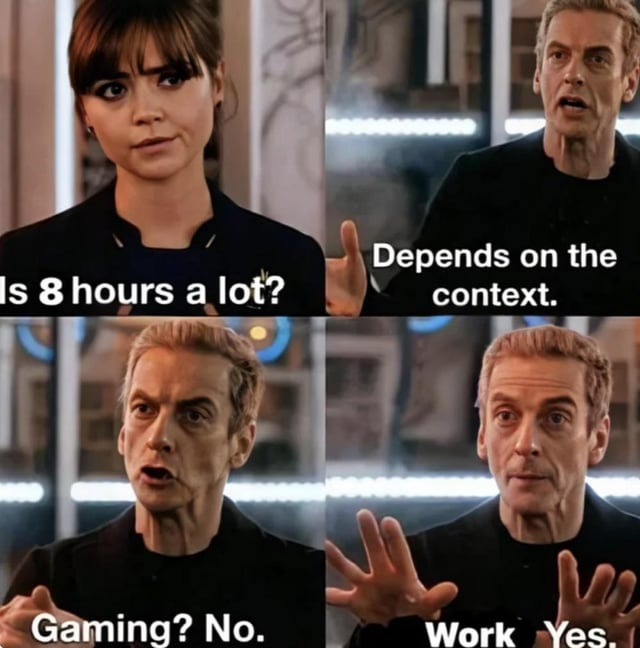 Is 8 hours a lot?
Depends on the
context.
Gaming? No.
Work Yes.